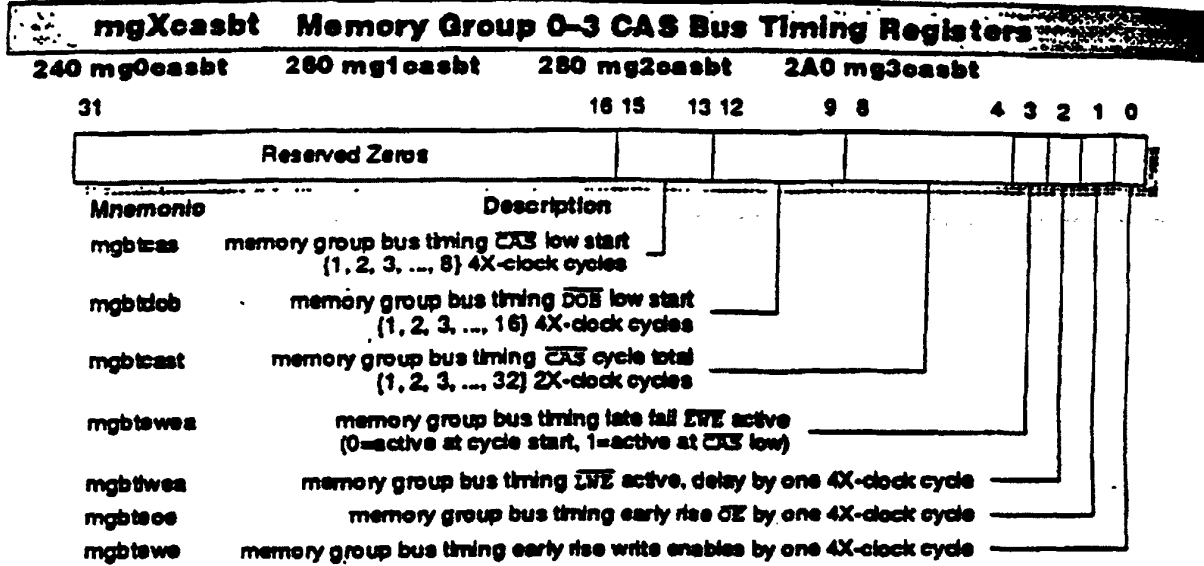 mgXcasbt Memory Group 0–3 CAS Bus Timing Registers
240 mg0casbt 260 mg1casbt 280 mg2casbt 2A0 mg3casbt
31 16 15 13 12 9 8 4 3 2 1 0
Reserved Zeros
Mnemonic Description
mgbtcas memory group bus timing CAS low start
{1, 2, 3, ..., 8} 4X-clock cycles
mgbtdob memory group bus timing DOB low start
{1, 2, 3, ..., 16} 4X-clock cycles
mgbtcast memory group bus timing CAS cycle total
{1, 2, 3, ..., 32} 2X-clock cycles
mgbtewea memory group bus timing late fall EWE active
(0=active at cycle start, 1=active at CAS low)
mgbtlwea memory group bus timing LWE active, delay by one 4X-clock cycle
mgbteoe memory group bus timing early rise OE by one 4X-clock cycle
mgbtewe memory group bus timing early rise write enables by one 4X-clock cycle